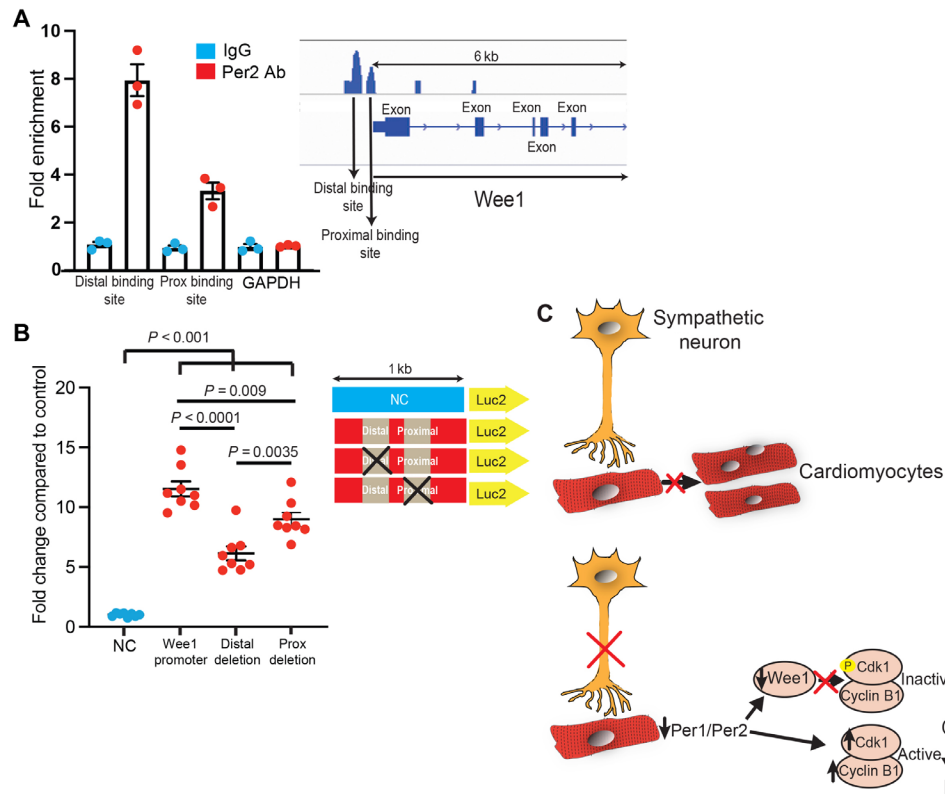 A
10
8
6
4
2
0
Fold enrichment
IgG
Per2 Ab
Distal binding
site
Prox binding
site
GAPDH
6 kb
Exon
Exon
Exon
Exon
Exon
Distal binding
site
Proximal binding
site
Wee1
B
P < 0.001
P = 0.009
P < 0.0001
P = 0.0035
20
15
10
5
0
Fold change compared to control
NC
Wee1
promoter
Distal
deletion
Prox
deletion
1 kb
NC
Luc2
Distal
Proximal
Luc2
Distal
Proximal
Luc2
Distal
Proximal
Luc2
C
Sympathetic
neuron
Cardiomyocytes
Per1/Per2
Wee1
P
Cdk1
Cyclin B1
Inactiv
Cdk1
Cyclin B1
Active